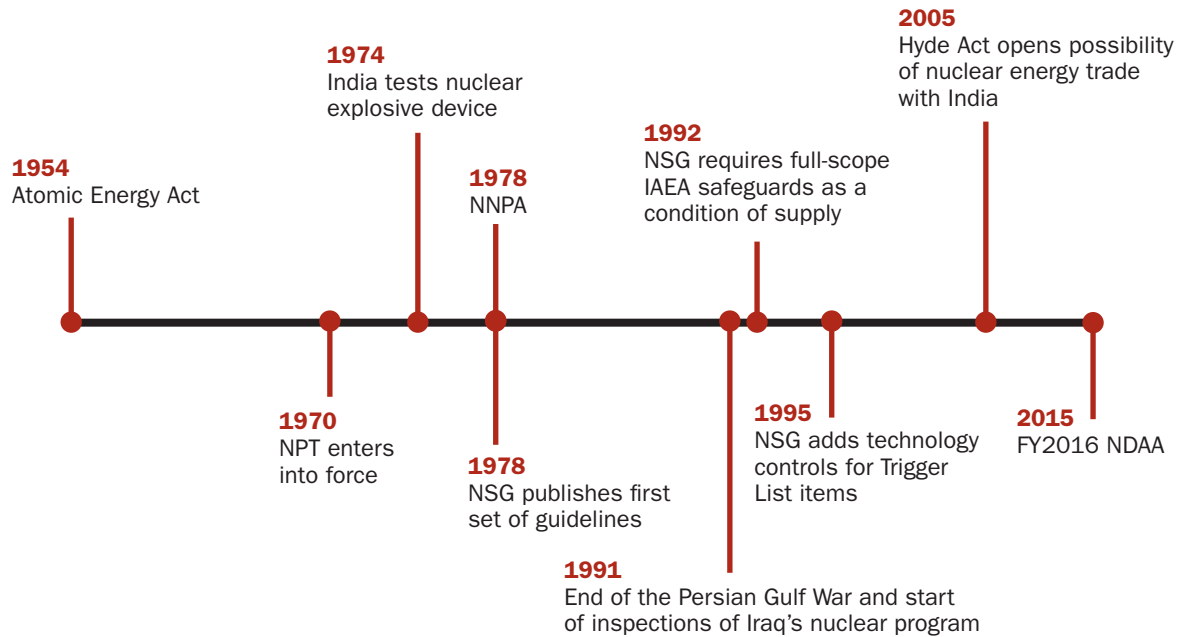 1954
Atomic Energy Act
1970
NPT enters
into force
1974
India tests nuclear
explosive device
1978
NNPA
1978
NSG publishes first
set of guidelines
1991
End of the Persian Gulf War and start
of inspections of Iraq’s nuclear program
1992
NSG requires full-scope
IAEA safeguards as a
condition of supply
1995
NSG adds technology
controls for Trigger
List items
2005
Hyde Act opens possibility
of nuclear energy trade
with India
2015
FY2016 NDAA